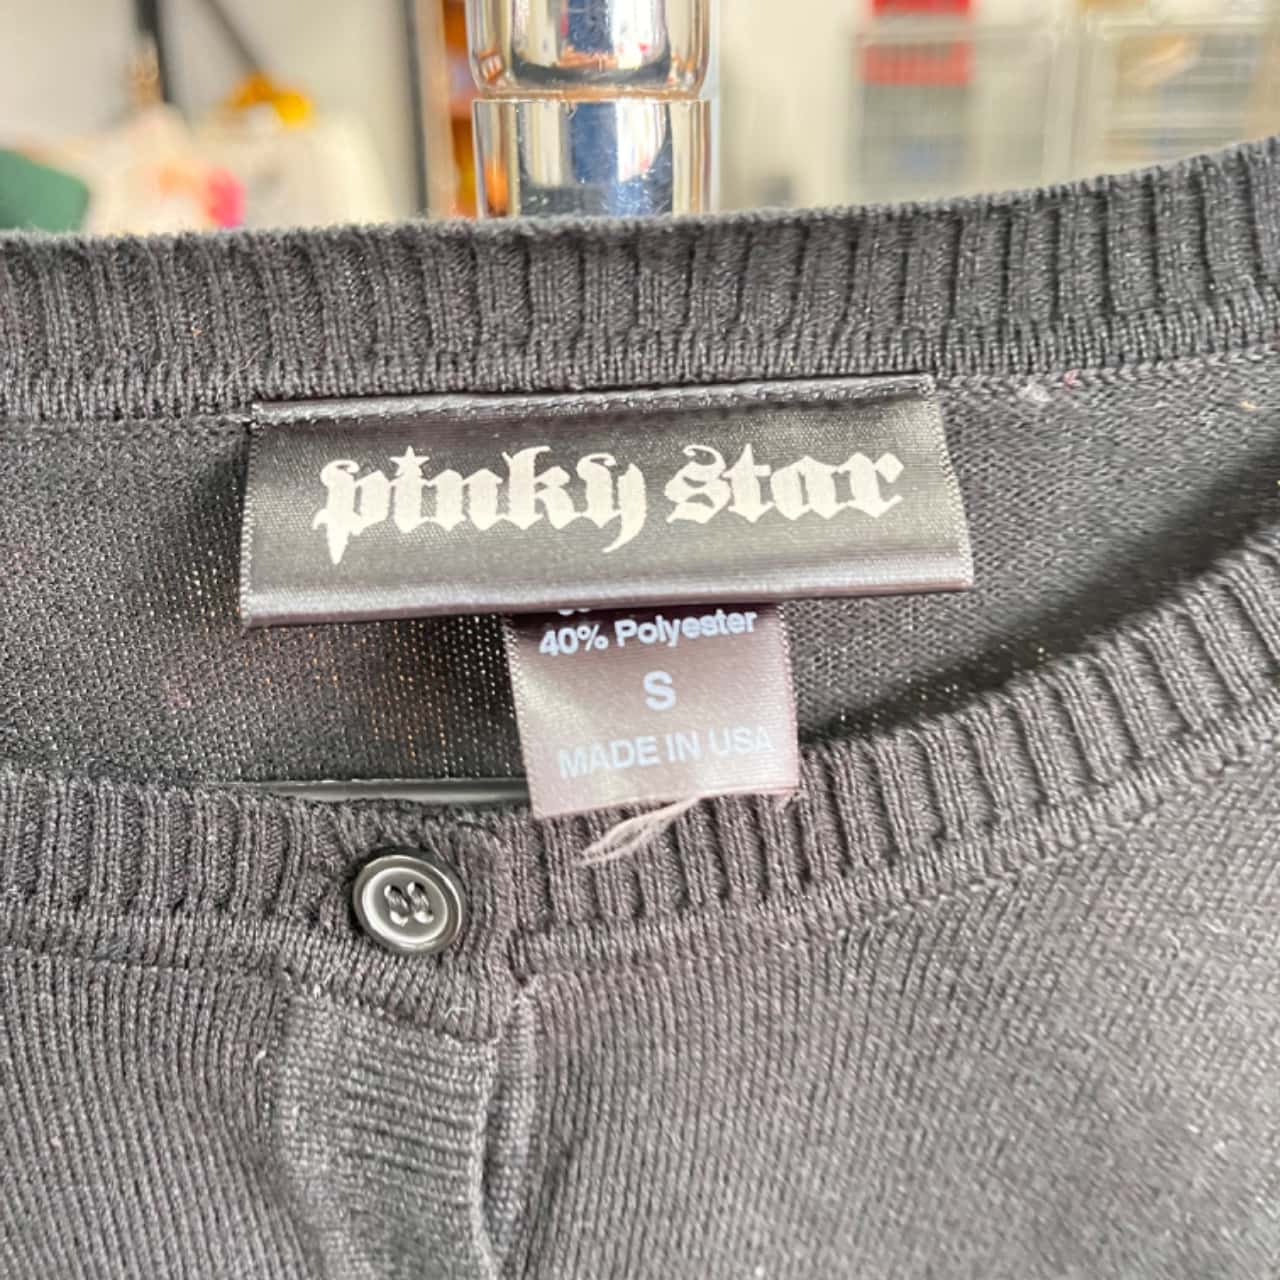 pinky star
40% Polyester
S
MADE IN USA